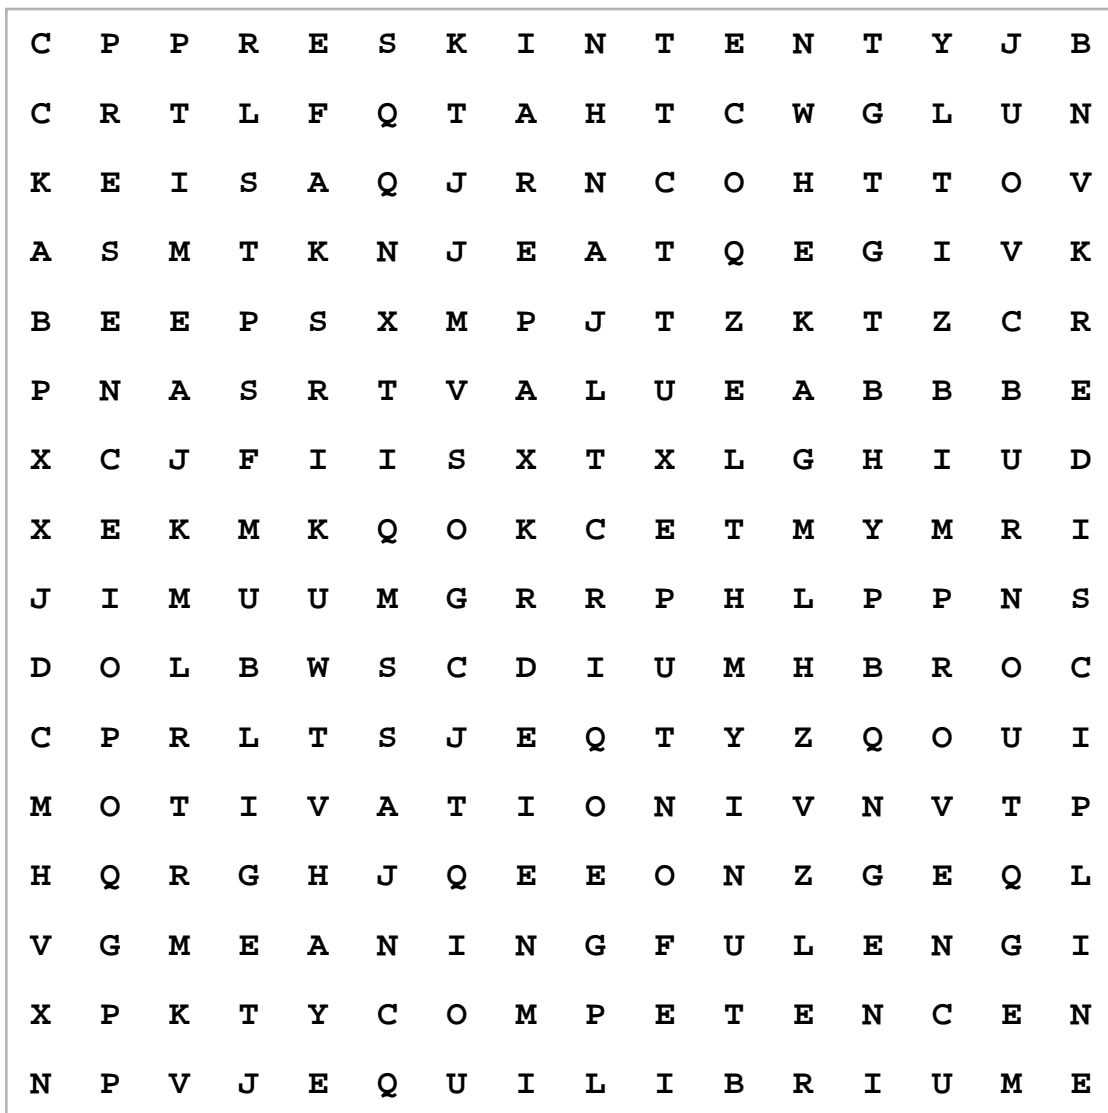 C P P R E S K I N T E N T Y J B
C R T L F Q T A H T C W G L U N
K E I S A Q J R N C O H T T O V
A S M T K N J E A T Q E G I V K
B E E P S X M P J T Z K T Z C R
P N A S R T V A L U E A B B B E
X C J F I I S X T X L G H I U D
X E K M K Q O K C E T M Y M R I
J I M U U M G R R P H L P P N S
D O L B W S C D I U M H B R O C
C P R L T S J E Q T Y Z Q O U I
M O T I V A T I O N I V N V T P
H Q R G H J Q E E O N Z G E Q L
V G M E A N I N G F U L E N G I
X P K T Y C O M P E T E N C E N
N P V J E Q U I L I B R I U M E